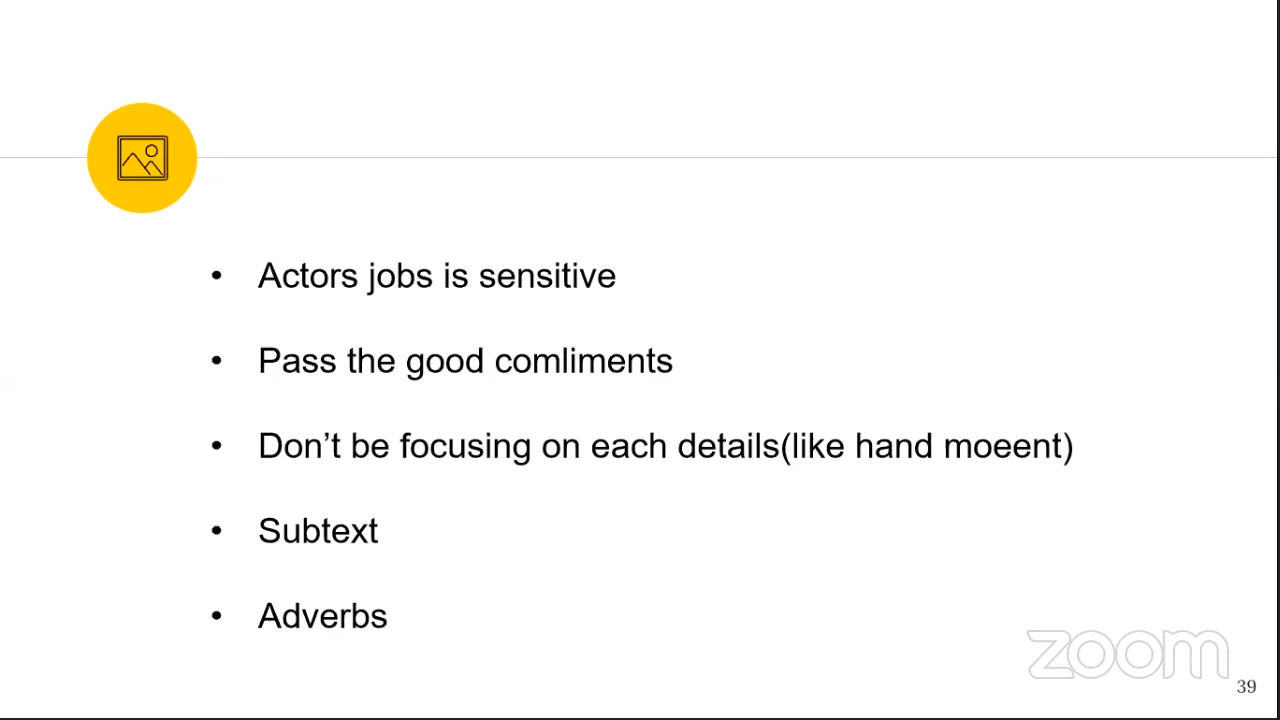 • Actors jobs is sensitive
• Pass the good comliments
• Don’t be focusing on each details(like hand moeent)
• Subtext
• Adverbs
zoom
39